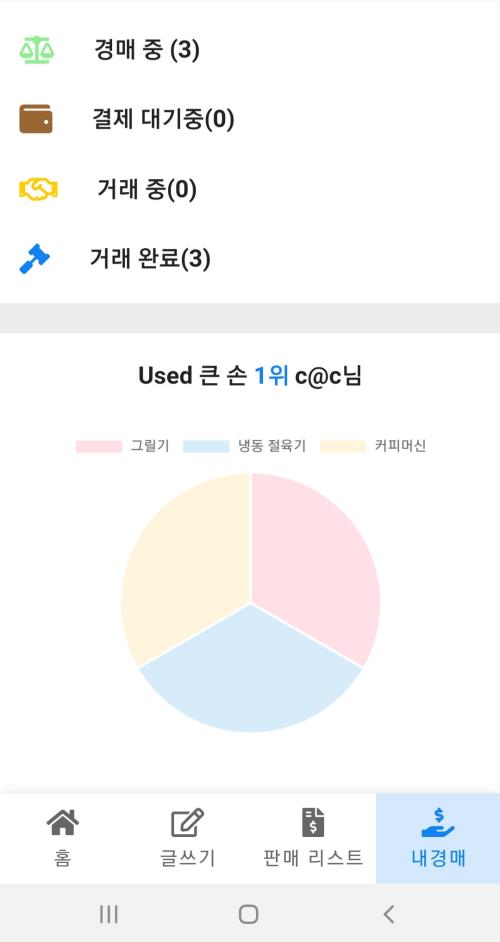 경매 중 (3)
결제 대기중(0)
거래 중(0)
거래 완료(3)
Used 큰 손 1위 c@c님
그릴기 냉동 절육기 커피머신
홈 글쓰기 판매 리스트 내경매